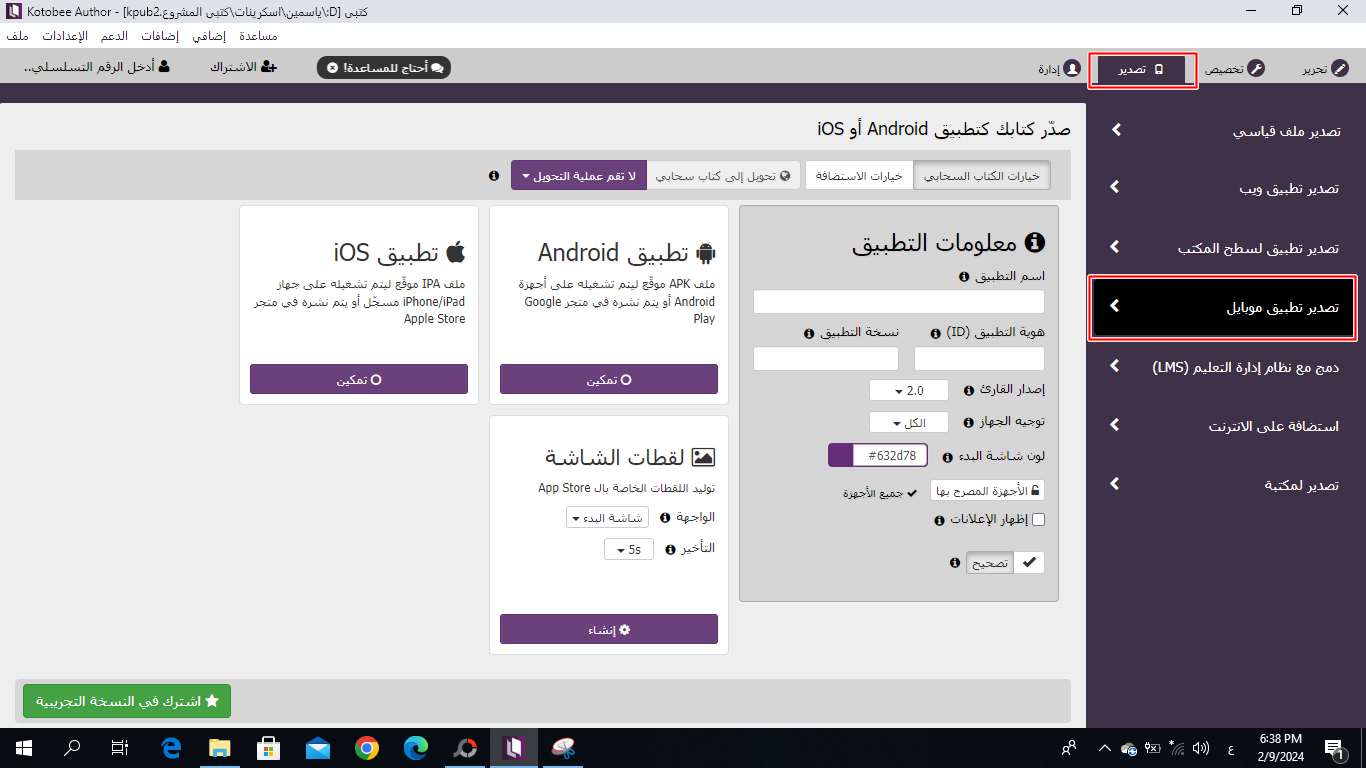 Kotobee Author - [kpub2.كتبى المشروع\اسكرينات\ياسمين\:D] كتبى
ملف الإعدادات الدعم إضافات إضافي مساعدة
تحرير تخصيص تصدير إدارة أحتاج للمساعدة! الاشتراك أدخل الرقم التسلسلي..
تصدير ملف قياسي
تصدير تطبيق ويب
تصدير تطبيق لسطح المكتب
تصدير تطبيق موبايل
دمج مع نظام إدارة التعليم (LMS)
استضافة على الانترنت
تصدير لمكتبة
صدّر كتابك كتطبيق Android أو iOS
خيارات الكتاب السحابي خيارات الاستضافة تحويل إلى كتاب سحابي لا تقم عملية التحويل
معلومات التطبيق
اسم التطبيق
هوية التطبيق (ID) نسخة التطبيق
إصدار القارئ 2.0
توجيه الجهاز الكل
لون شاشة البدء #632d78
الأجهزة المصرح بها جميع الأجهزة
إظهار الإعلانات
تصحيح
تطبيق Android
ملف APK موقّع ليتم تشغيله على أجهزة
Android أو يتم نشره في متجر Google
Play
تمكين
تطبيق iOS
ملف IPA موقّع ليتم تشغيله على جهاز
iPhone/iPad مسجّل أو يتم نشره في متجر
Apple Store
تمكين
لقطات الشاشة
توليد اللقطات الخاصة بال App Store
الواجهة شاشة البدء
التأخير 5s
إنشاء
اشترك في النسخة التجريبية
ع
6:38 PM
2/9/2024
1